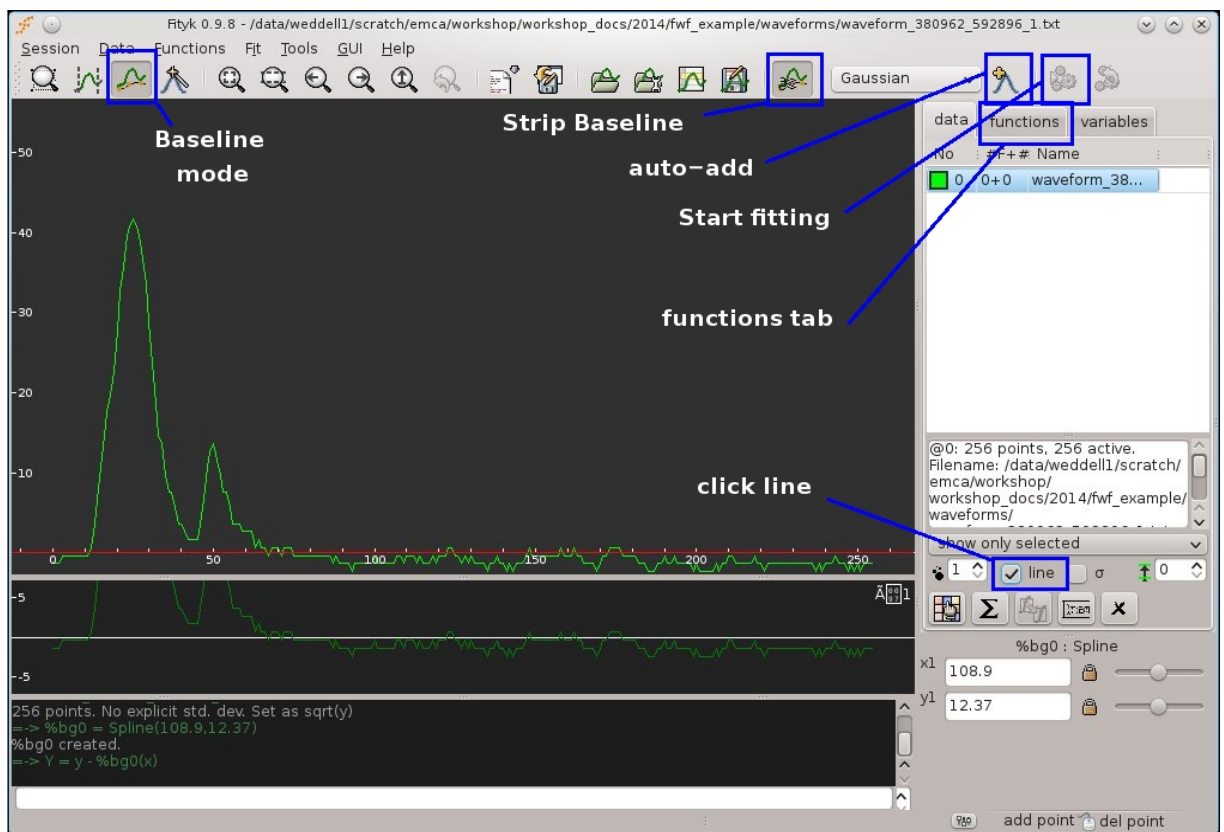 Fityk 0.9.8 - /data/weddell1/scratch/emca/workshop/workshop_docs/2014/fwf_example/waveforms/waveform_380962_592896_1.txt
Session Data Functions Fit Tools GUI Help
Gaussian
Baseline
mode
Strip Baseline
auto-add
Start fitting
functions tab
click line
data functions variables
No #F+# Name
0 0+0 waveform_38...
50
40
30
20
10
0 50 100 150 200 250
@0: 256 points, 256 active.
Filename: /data/weddell1/scratch/
emca/workshop/
workshop_docs/2014/fwf_example/
waveforms/
show only selected
1 line σ 0
Σ x
%bg0 : Spline
x1 108.9
y1 12.37
5
-5
256 points. No explicit std. dev. Set as sqrt(y)
=-> %bg0 = Spline(108.9,12.37)
%bg0 created.
=-> Y = y - %bg0(x)
add point del point